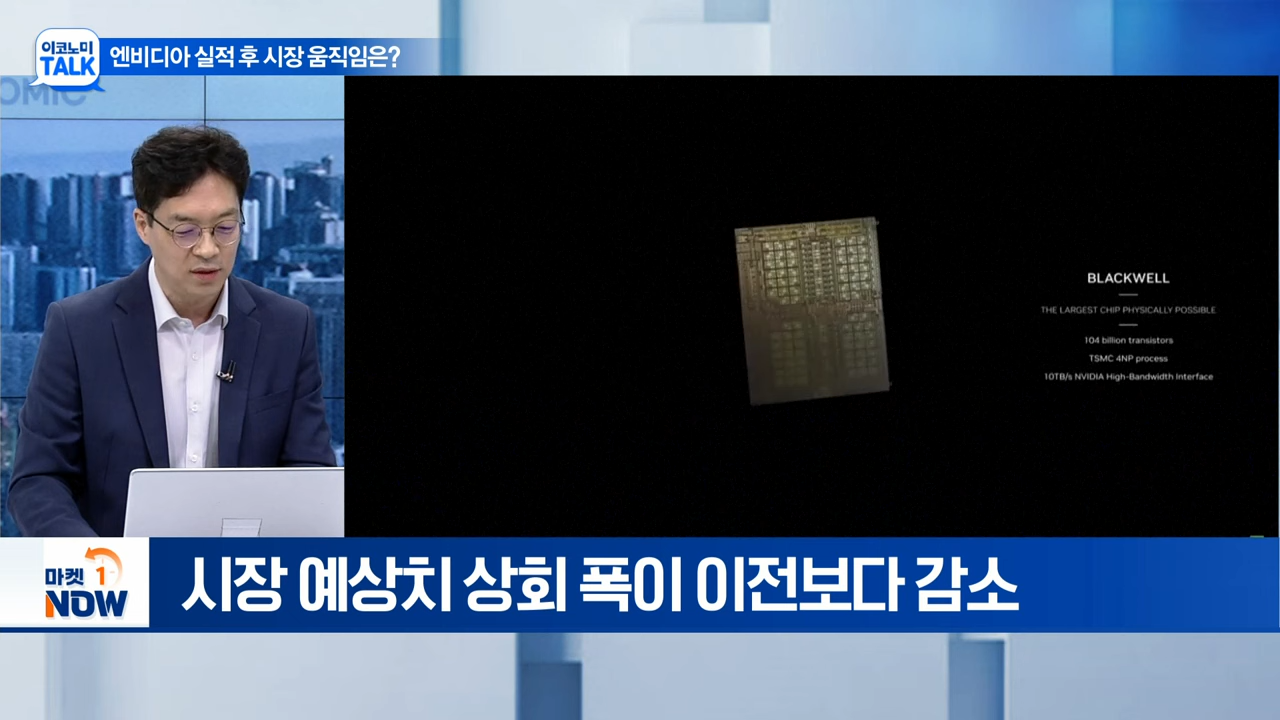 이코노미
TALK
엔비디아 실적 후 시장 움직임은?
OMIC
BLACKWELL
THE LARGEST CHIP PHYSICALLY POSSIBLE
104 billion transistors
TSMC 4NP process
10TB/s NVIDIA High-Bandwidth Interface
마켓 1
NOW
시장 예상치 상회 폭이 이전보다 감소